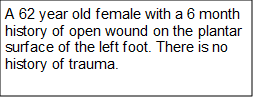 A 62 year old female with a 6 month
history of open wound on the plantar
surface of the left foot. There is no
history of trauma.